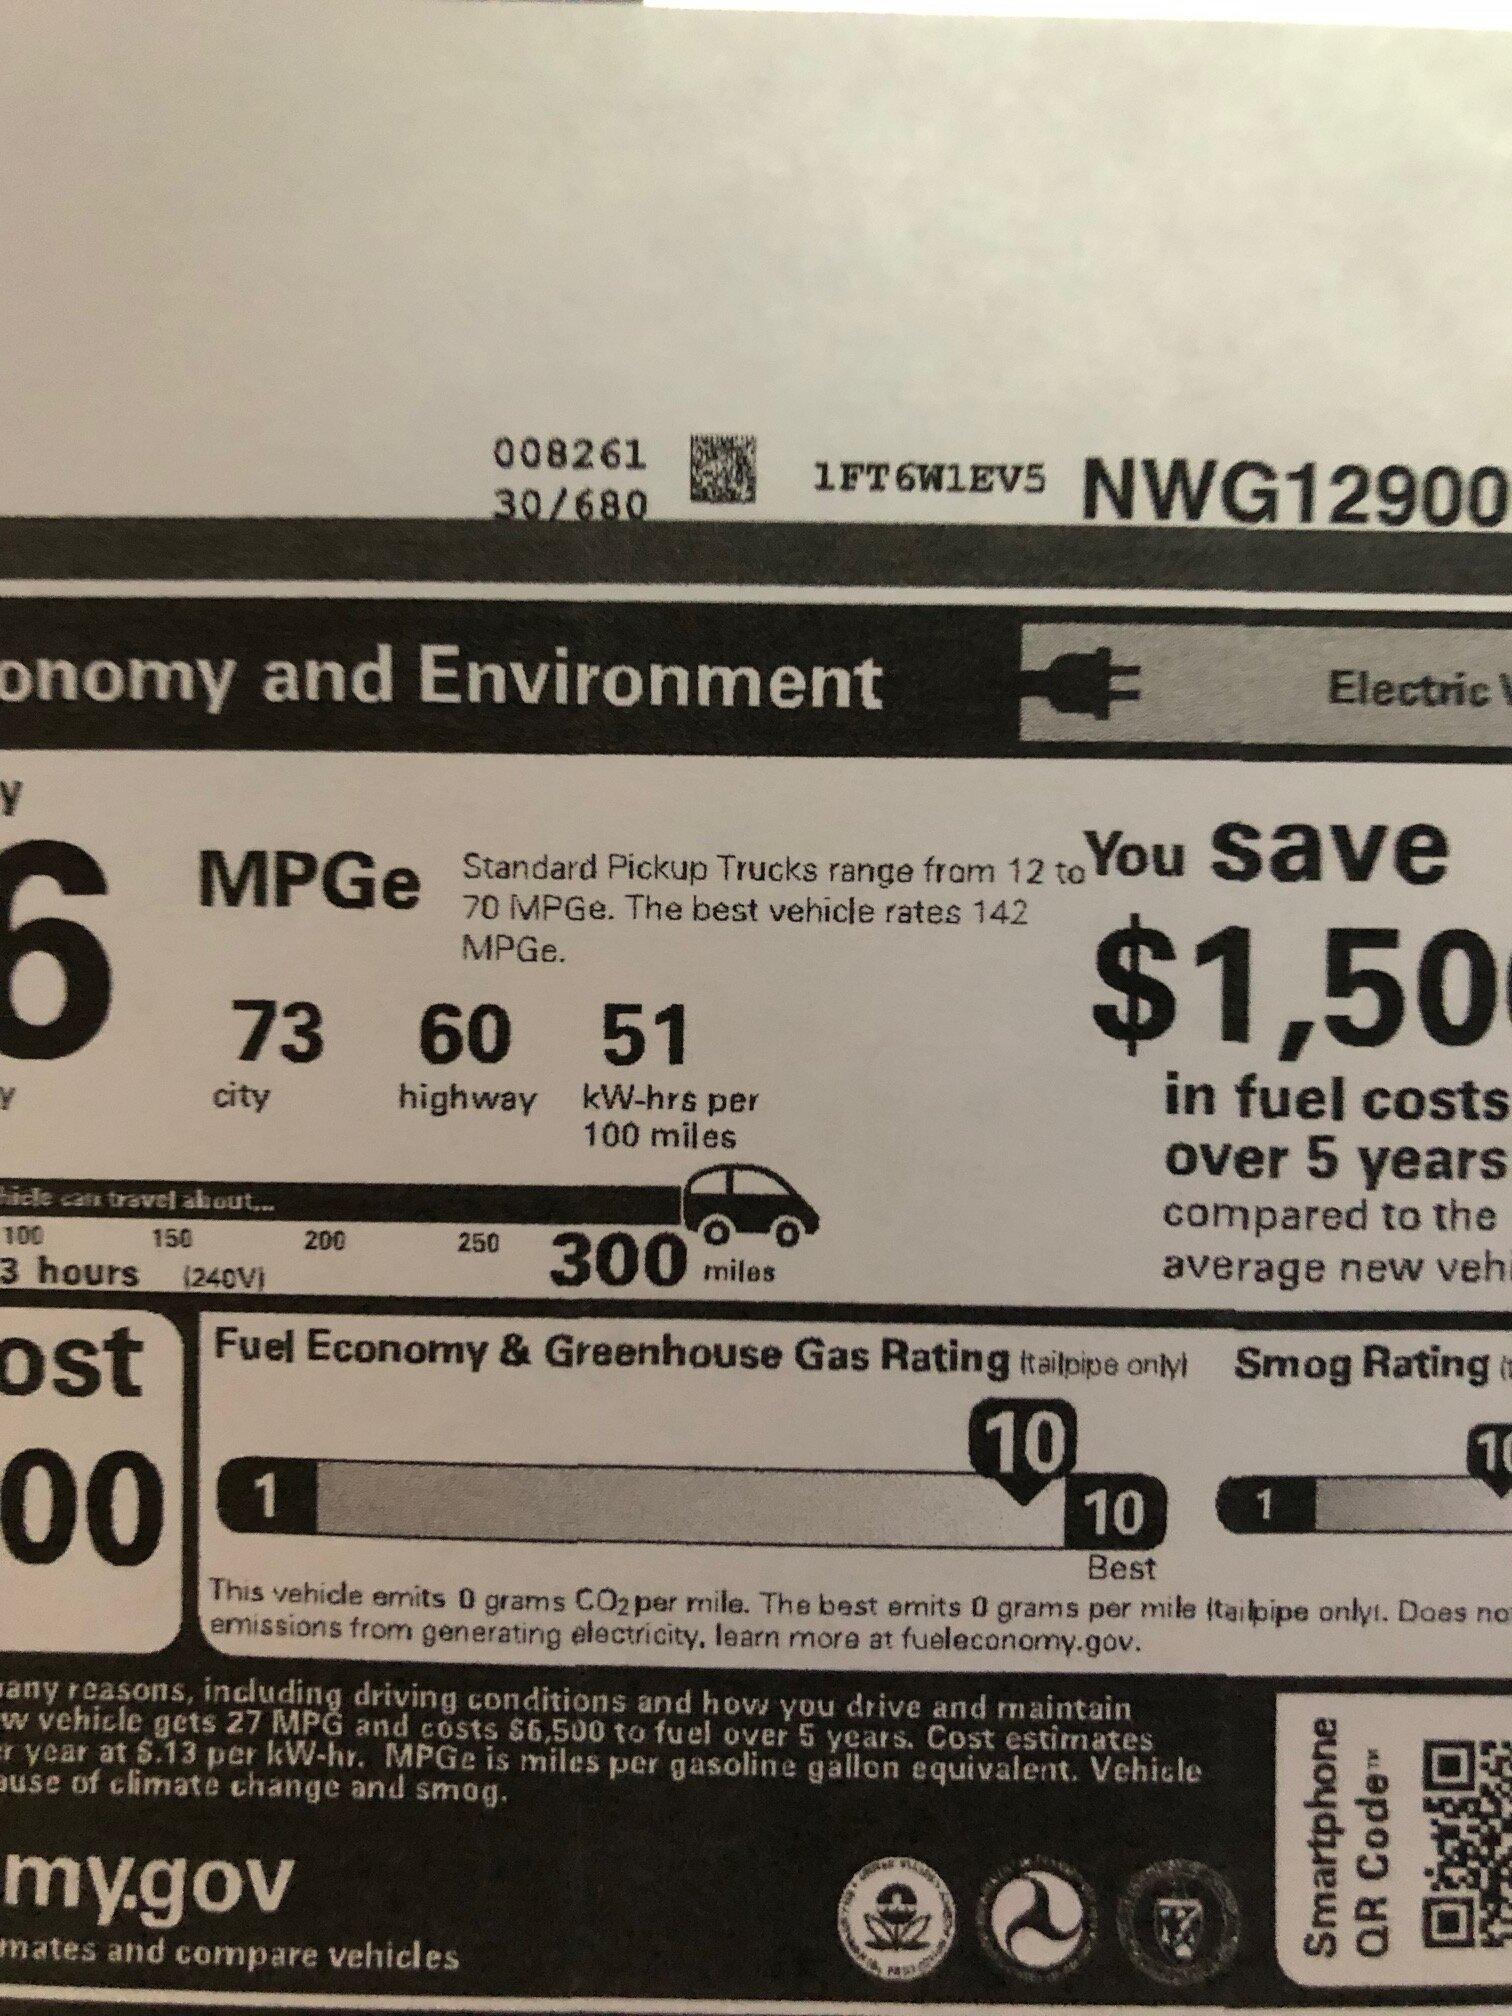 008261
30/680
1FT6W1EV5 NWG12900
onomy and Environment
Electric
y
6 MPGe
Standard Pickup Trucks range from 12 to
70 MPGe. The best vehicle rates 142
MPGe.
73 60 51
y city highway kW-hrs per
100 miles
You save
$1,50
in fuel costs
over 5 years
compared to the
average new vehi
hicle can travel about...
100 150 200 250 300 miles
3 hours (240V)
ost
00
Fuel Economy & Greenhouse Gas Rating (tailpipe only)
10
1 10
Best
Smog Rating
10
1
This vehicle emits 0 grams CO2 per mile. The best emits 0 grams per mile (tailpipe only). Does no
emissions from generating electricity, learn more at fueleconomy.gov.
any reasons, including driving conditions and how you drive and maintain
w vehicle gets 27 MPG and costs $6,500 to fuel over 5 years. Cost estimates
r year at $.13 per kW-hr. MPGe is miles per gasoline gallon equivalent. Vehicle
ause of climate change and smog.
my.gov
mates and compare vehicles
Smartphone
QR Code™